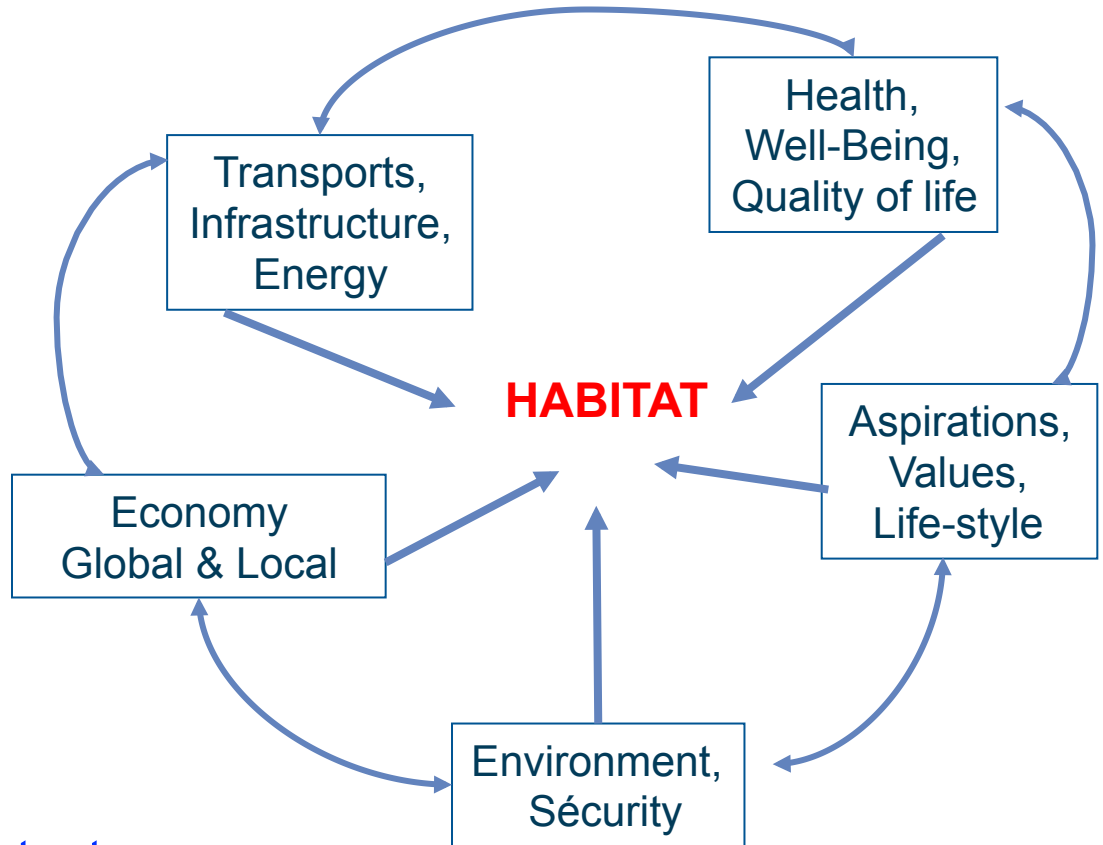 Health,
Well-Being,
Quality of life
Transports,
Infrastructure,
Energy
HABITAT
Aspirations,
Values,
Life-style
Economy
Global & Local
Environment,
Sécurity